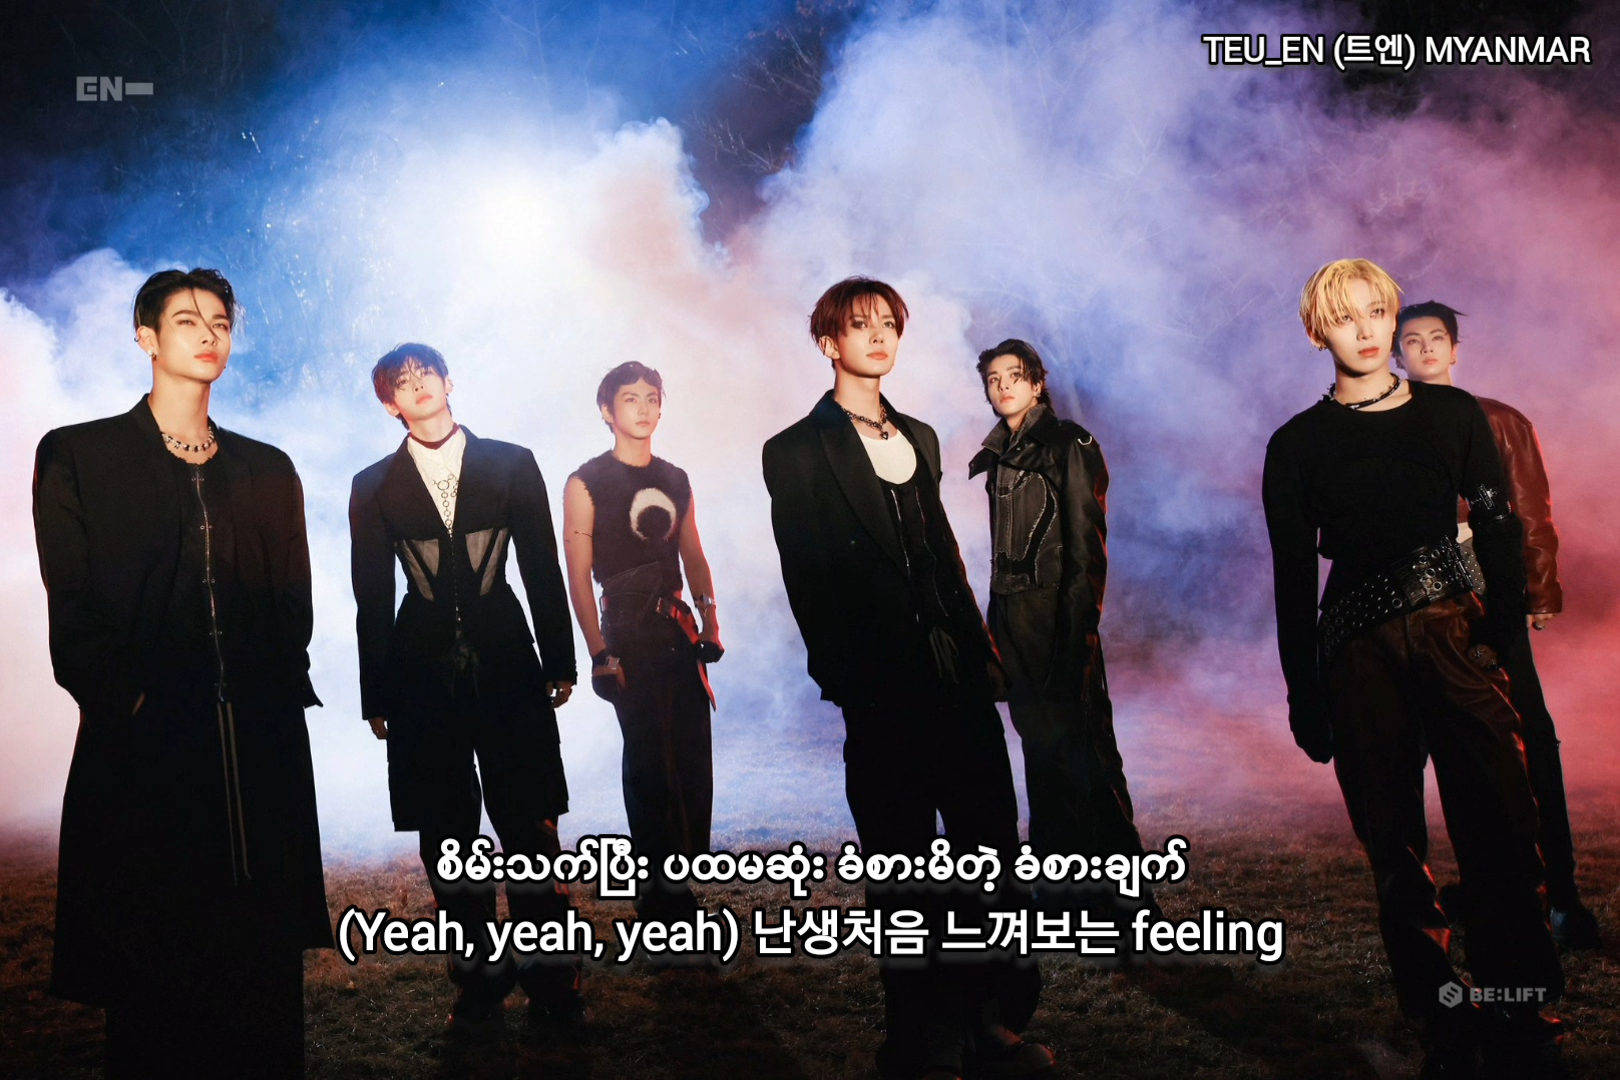 TEU_EN (트엔) MYANMAR
EN-
စိမ်းသက်ပြီး ပထမဆုံး ခံစားမိတဲ့ ခံစားချက်
(Yeah, yeah, yeah) 난생처음 느껴보는 feeling
BE:LIFT